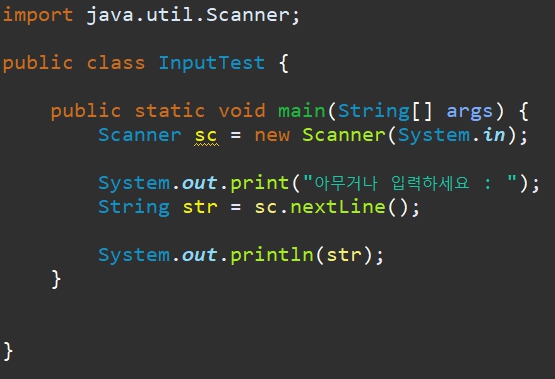 import java.util.Scanner;
public class InputTest {
public static void main(String[] args) {
Scanner sc = new Scanner(System.in);
System.out.print("아무거나 입력하세요 : ");
String str = sc.nextLine();
System.out.println(str);
}
}